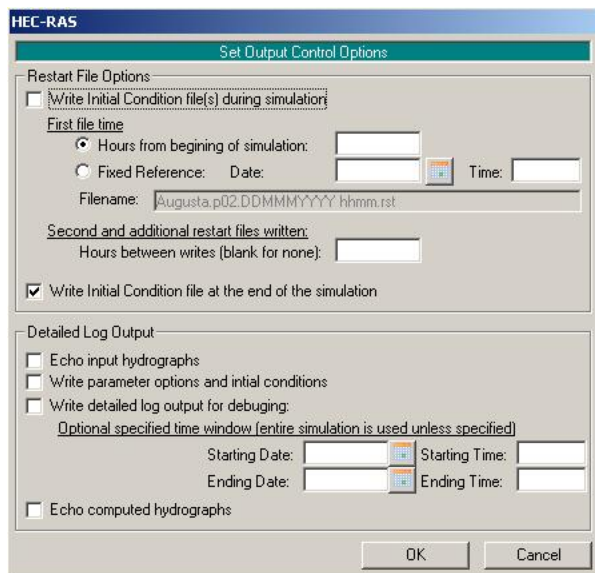 HEC-RAS
Set Output Control Options
Restart File Options
Write Initial Condition file(s) during simulation
First file time
Hours from begining of simulation:
Fixed Reference: Date: Time:
Filename: Augusta.p02.DDMMMYYYY hhmm.rst
Second and additional restart files written:
Hours between writes (blank for none):
Write Initial Condition file at the end of the simulation
Detailed Log Output
Echo input hydrographs
Write parameter options and intial conditions
Write detailed log output for debuging:
Optional specified time window (entire simulation is used unless specified)
Starting Date: Starting Time:
Ending Date: Ending Time:
Echo computed hydrographs
OK Cancel